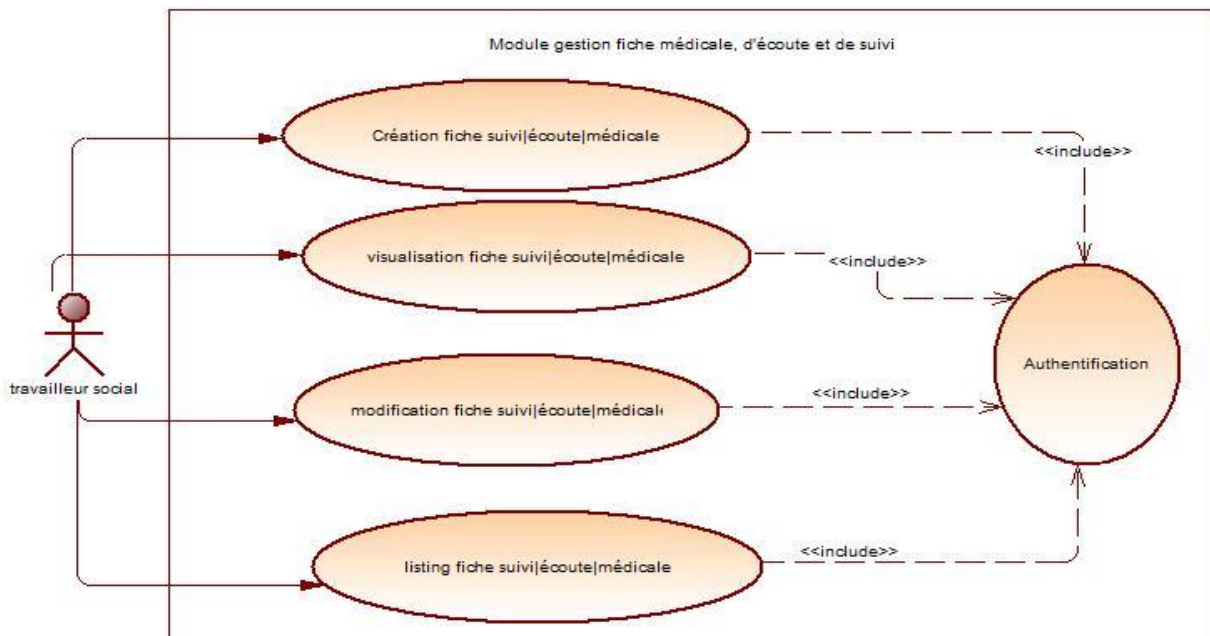 Module gestion fiche médicale, d'écoute et de suivi
Création fiche suivi|écoute|médicale
<<include>>
visualisation fiche suivi|écoute|médicale
<<include>>
travailleur social
Authentification
modification fiche suivi|écoute|médicale
<<include>>
listing fiche suivi|écoute|médicale
<<include>>